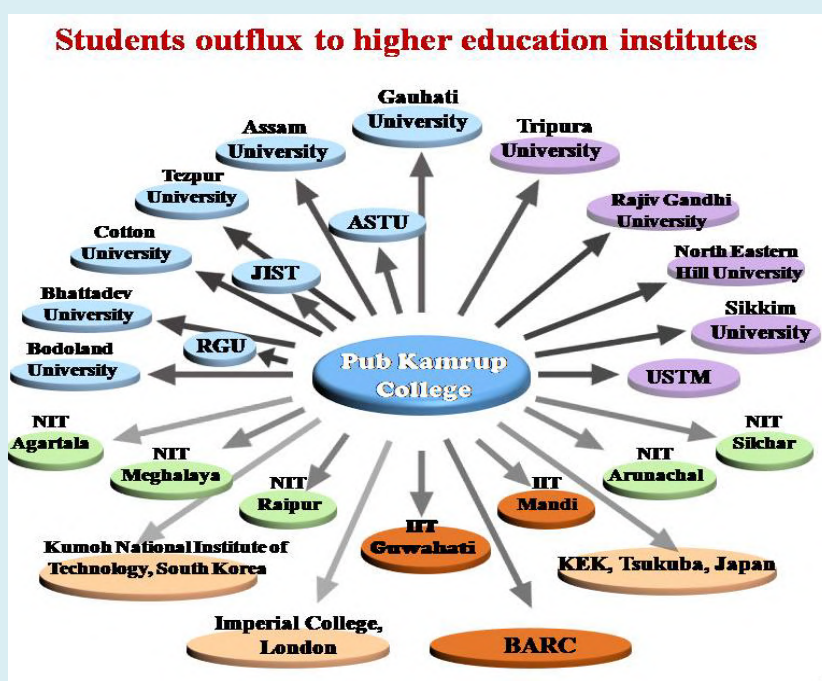 Students outflux to higher education institutes
Gauhati
University
Assam
University
Tripura
University
Tezpur
University
Rajiv Gandhi
University
ASTU
Cotton
University
North Eastern
Hill University
JIST
Bhattadev
University
Sikkim
University
RGU
Pub Kamrup
College
Bodoland
University
USTM
NIT
Agartala
NIT
Silchar
NIT
Meghalaya
NIT
Arunachal
NIT
Raipur
IIT
Mandi
IIT
Guwahati
Kumoh National Institute of
Technology, South Korea
KEK, Tsukuba, Japan
Imperial College,
London
BARC